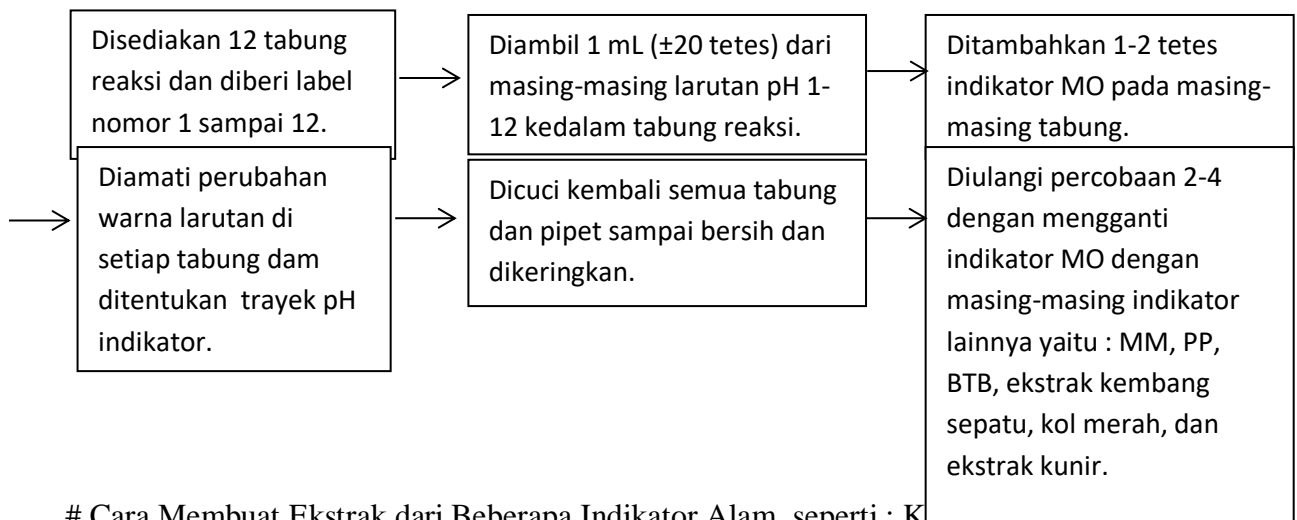 Disediakan 12 tabung
reaksi dan diberi label
nomor 1 sampai 12.
Diambil 1 mL (±20 tetes) dari
masing-masing larutan pH 1-
12 kedalam tabung reaksi.
Ditambahkan 1-2 tetes
indikator MO pada masing-
masing tabung.
Diamati perubahan
warna larutan di
setiap tabung dam
ditentukan trayek pH
indikator.
Dicuci kembali semua tabung
dan pipet sampai bersih dan
dikeringkan.
Diulangi percobaan 2-4
dengan mengganti
indikator MO dengan
masing-masing indikator
lainnya yaitu : MM, PP,
BTB, ekstrak kembang
sepatu, kol merah, dan
ekstrak kunir.
# Cara Membuat Ekstrak dari Beberapa Indikator Alam seperti : K